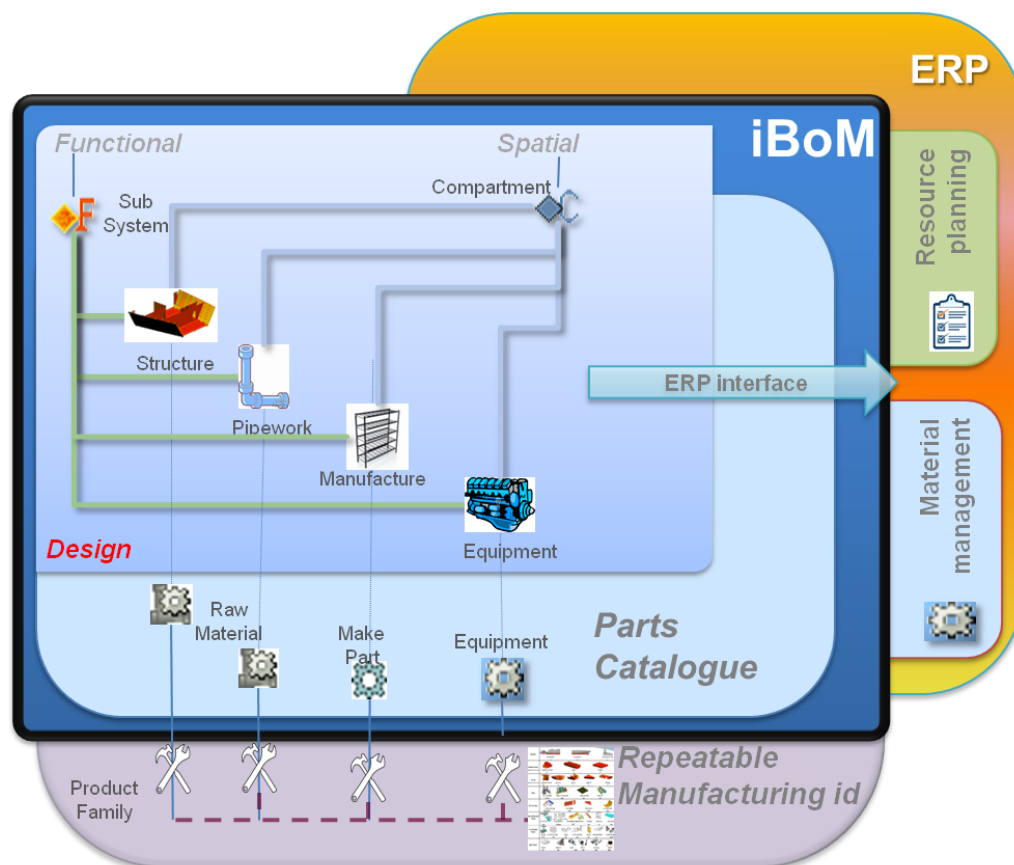 ERP
iBoM
Functional
Spatial
Compartment
F
Sub
System
C
Resource
planning
Structure
ERP interface
Pipework
Manufacture
Material
management
Design
Equipment
Raw
Material
Make
Part
Equipment
Parts
Catalogue
Repeatable
Manufacturing id
Product
Family